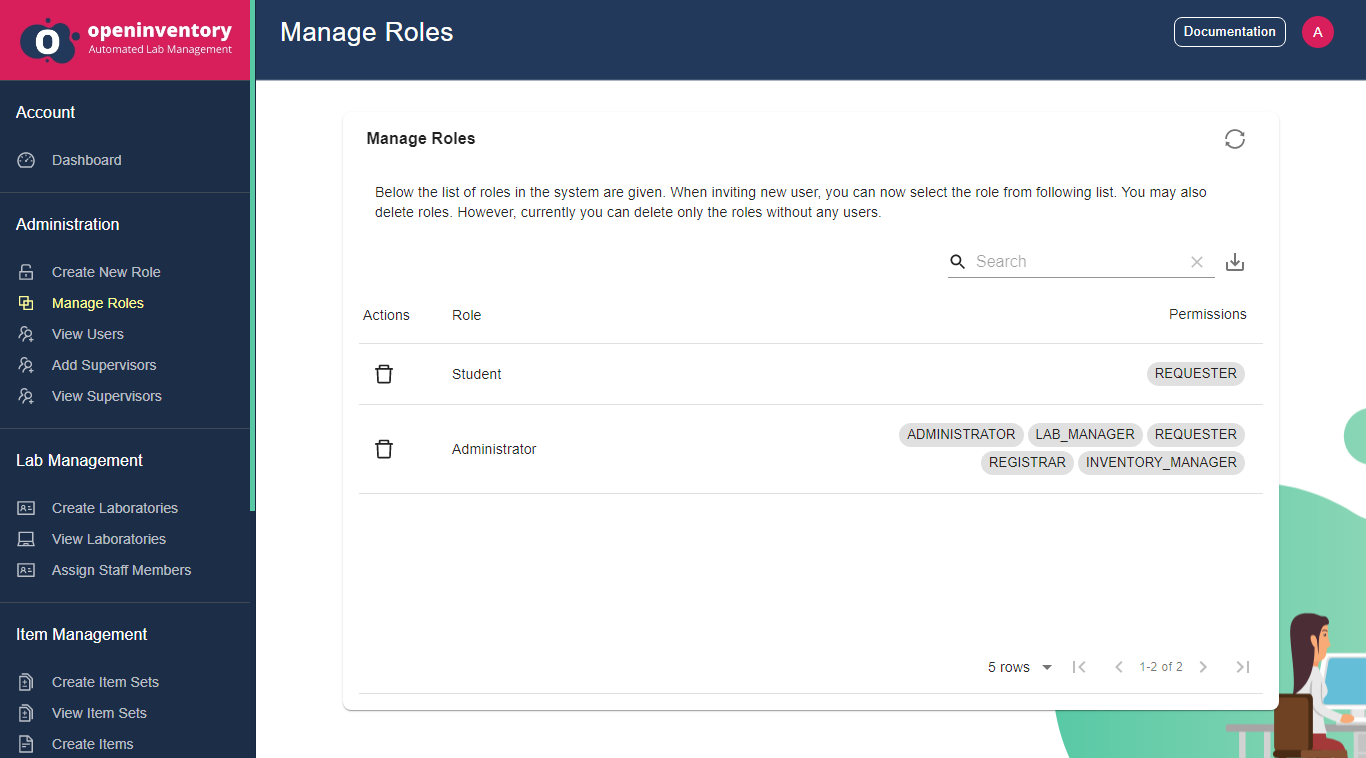 openinventory
Automated Lab Management
Manage Roles
Documentation
A
Account
Dashboard
Administration
Create New Role
Manage Roles
View Users
Add Supervisors
View Supervisors
Lab Management
Create Laboratories
View Laboratories
Assign Staff Members
Item Management
Create Item Sets
View Item Sets
Create Items
Manage Roles
Below the list of roles in the system are given. When inviting new user, you can now select the role from following list. You may also
delete roles. However, currently you can delete only the roles without any users.
Search
Actions Role Permissions
Student REQUESTER
Administrator ADMINISTRATOR LAB_MANAGER REQUESTER
REGISTRAR INVENTORY_MANAGER
5 rows 1-2 of 2